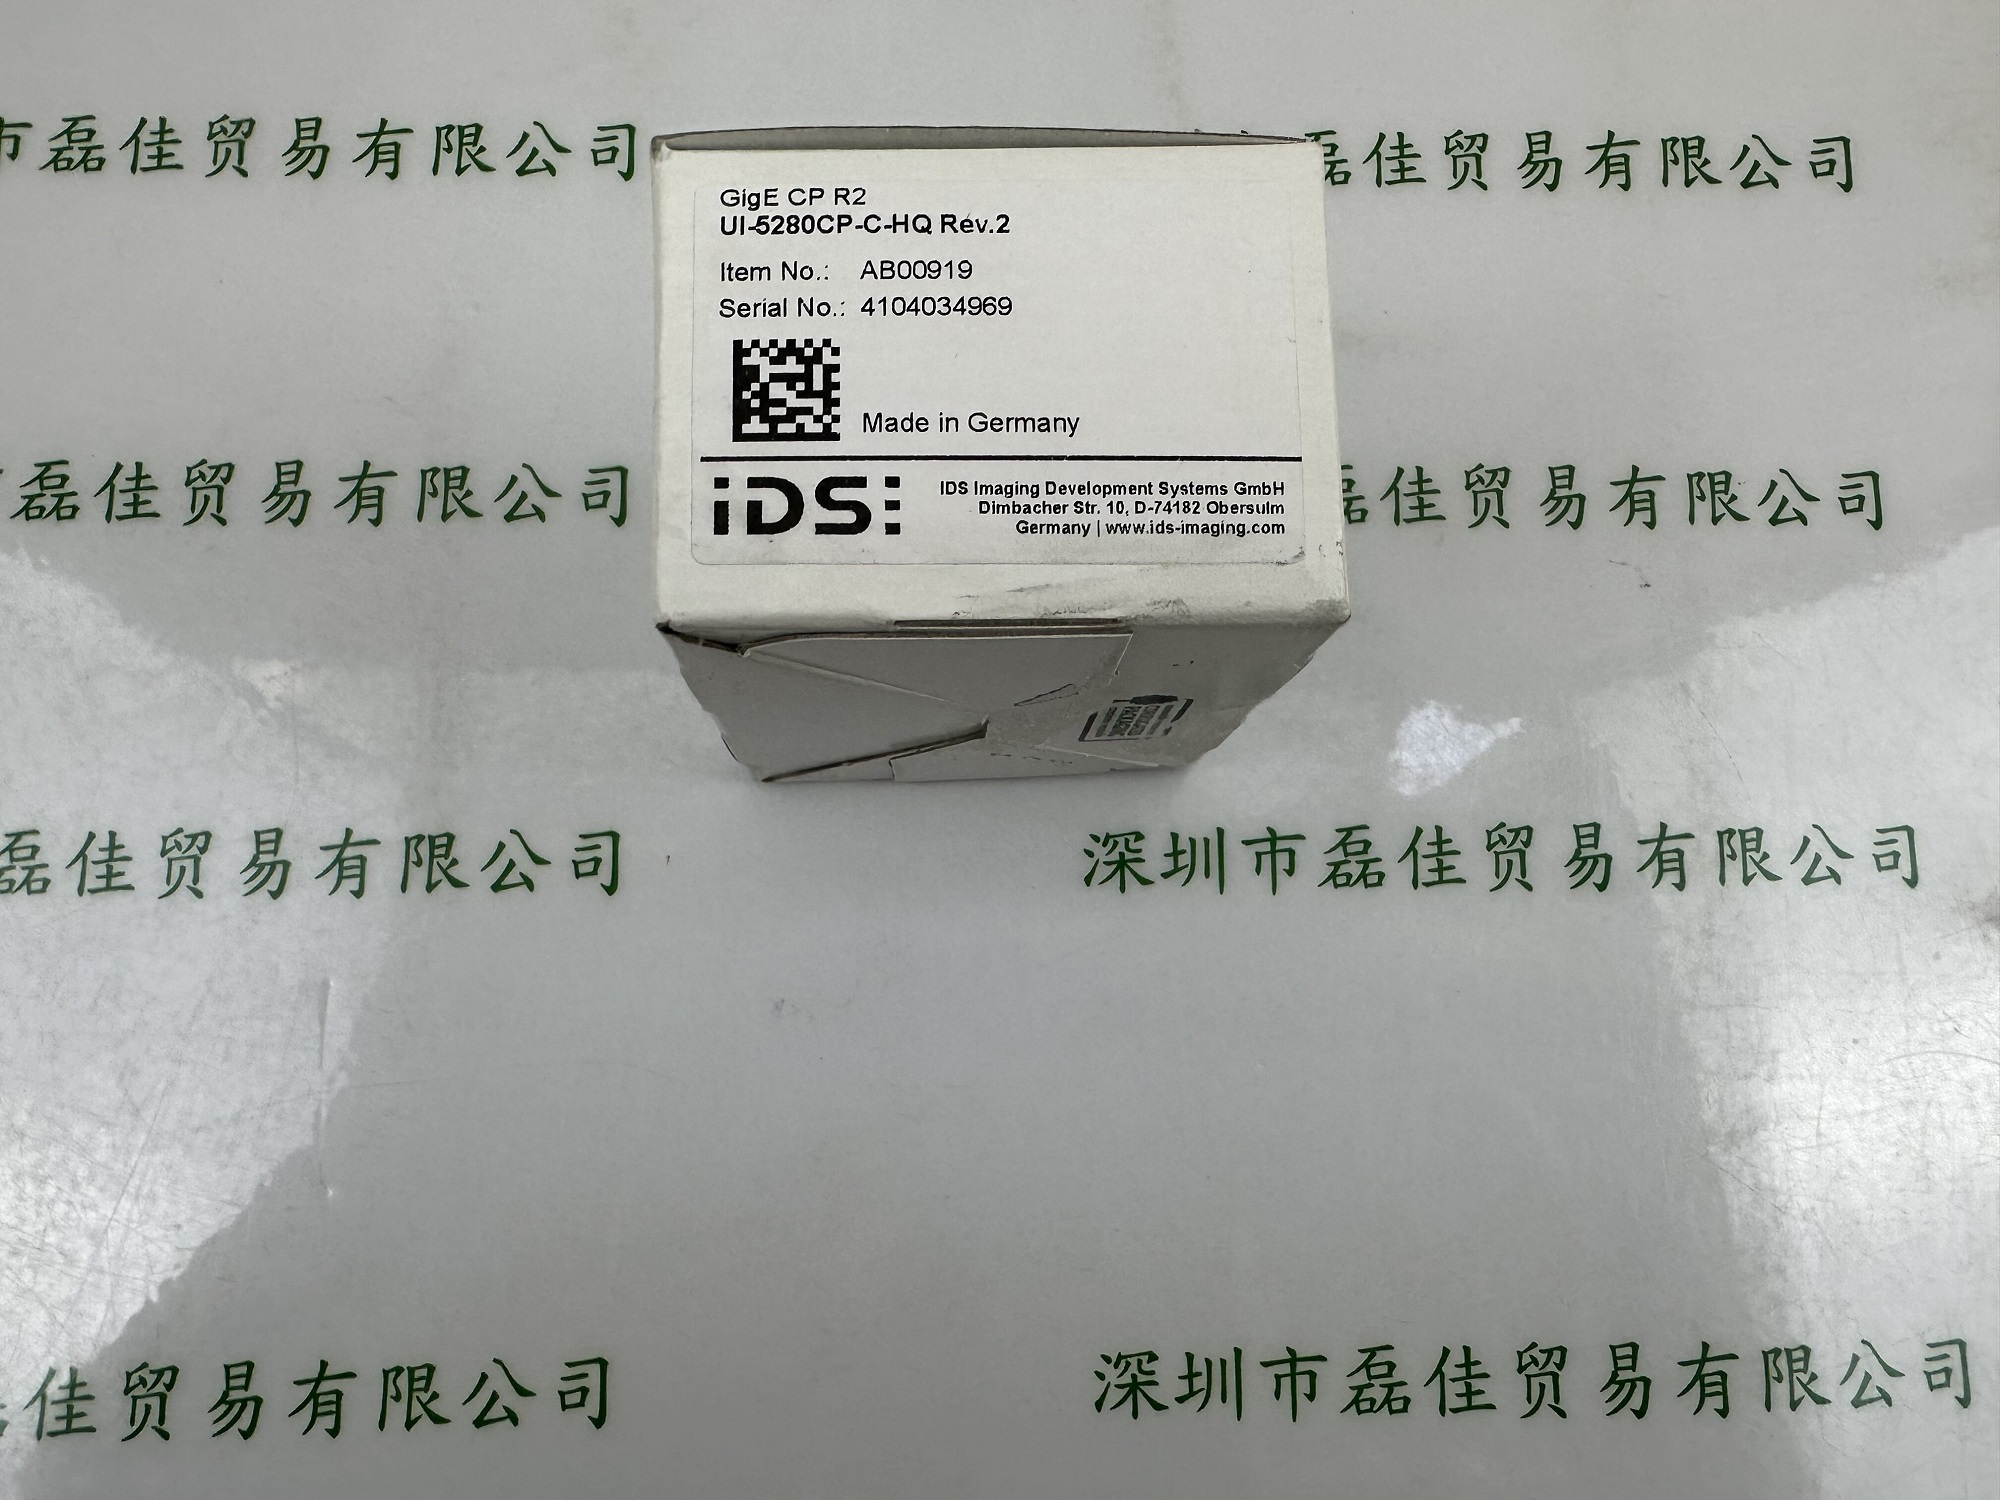 市磊佳贸易有限公司
磊佳贸易有限公司
GigE CP R2
UI-5280CP-C-HQ Rev.2
Item No.: AB00919
Serial No.: 4104034969
Made in Germany
iDS
IDS Imaging Development Systems GmbH
Dimbacher Str. 10, D-74182 Obersulm
Germany | www.ids-imaging.com
磊佳贸易有限公司
磊佳贸易有限公司
磊佳贸易有限公司
深圳市磊佳贸易有限公司
佳贸易有限公司
深圳市磊佳贸易有限公司